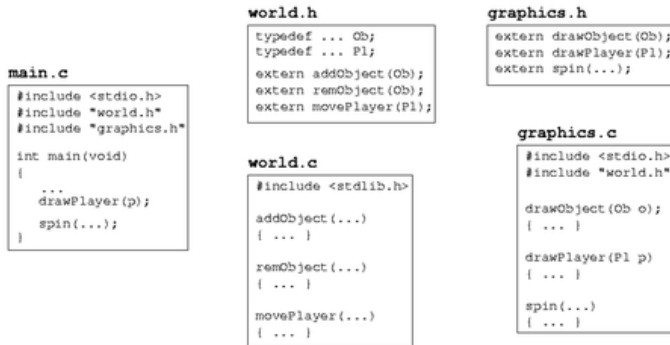 main.c
#include <stdio.h>
#include "world.h"
#include "graphics.h"
int main(void)
{
...
drawPlayer(p);
spin(...);
}
world.h
typedef ... Ob;
typedef ... Pl;
extern addObject(Ob);
extern remObject(Ob);
extern movePlayer(Pl);
world.c
#include <stdlib.h>
addObject(...)
{ ... }
remObject(...)
{ ... }
movePlayer(...)
{ ... }
graphics.h
extern drawObject(Ob);
extern drawPlayer(Pl);
extern spin(...);
graphics.c
#include <stdio.h>
#include "world.h"
drawObject(Ob o);
{ ... }
drawPlayer(Pl p)
{ ... }
spin(...)
{ ... }